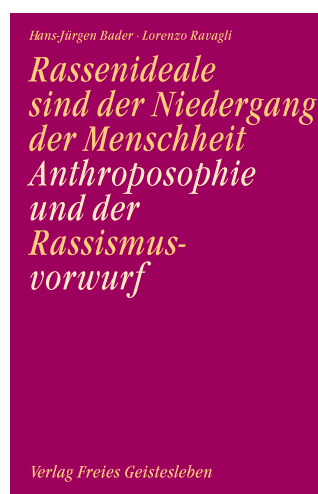 Hans-Jürgen Bader · Lorenzo Ravagli
Rassenideale
sind der Niedergang
der Menschheit
Anthroposophie
und der
Rassismus-
vorwurf
Verlag Freies Geistesleben